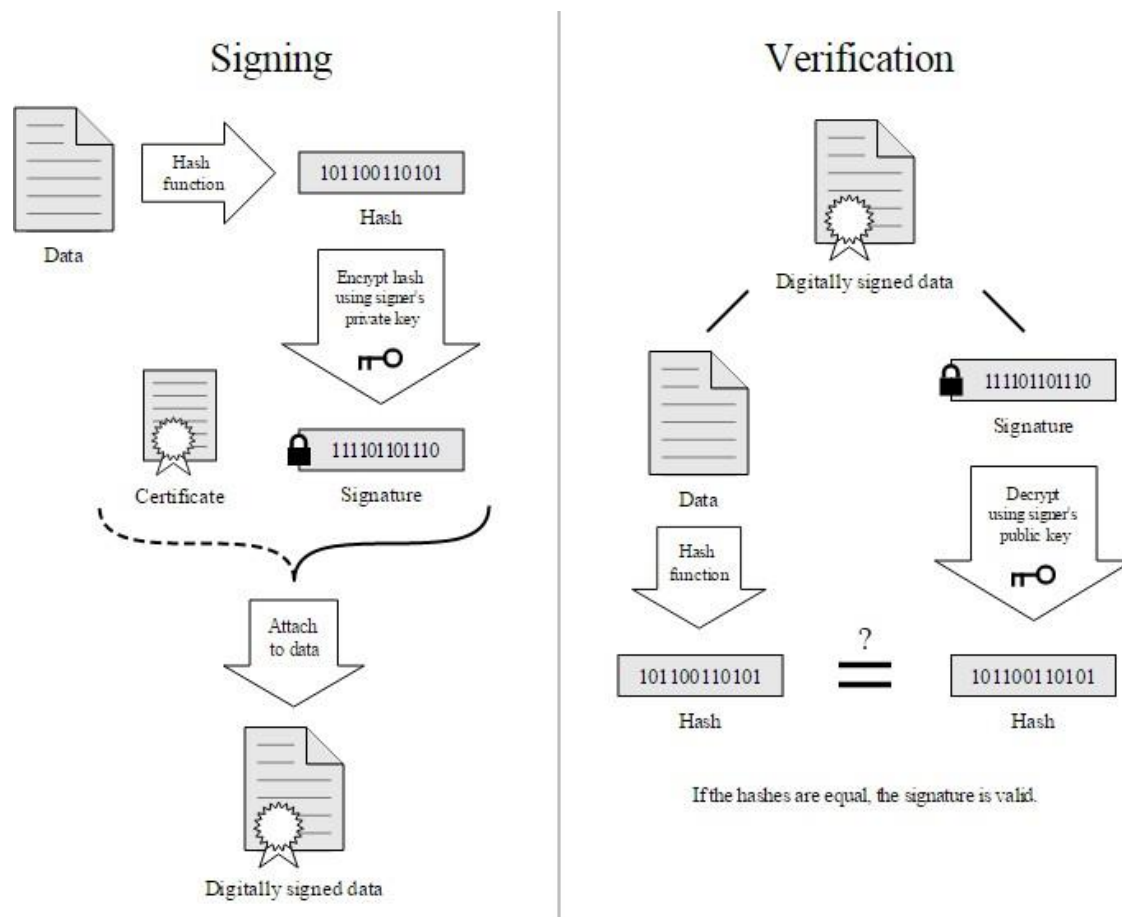 Signing
Hash
function
101100110101
Hash
Data
Encrypt hash
using signer's
private key
Certificate
111101101110
Signature
Attach
to data
Digitally signed data
Verification
Digitally signed data
Data
111101101110
Signature
Hash
function
Decrypt
using signer's
public key
101100110101
Hash
?
=
101100110101
Hash
If the hashes are equal, the signature is valid.